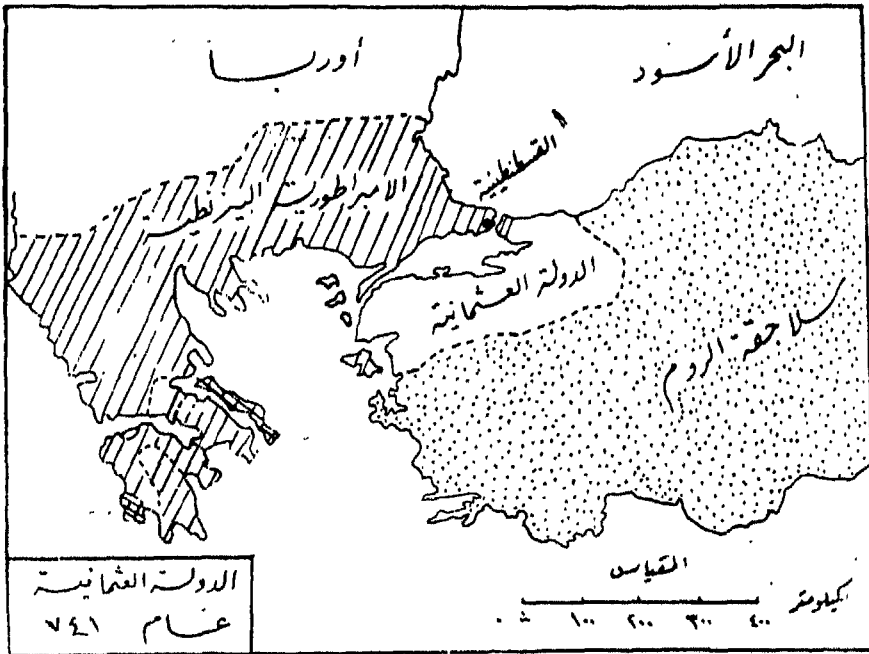 أوربا
البحر الأسود
القسطنطينية
الامبراطورية البيزنطية
الدولة العثمانية
سلاجقة الروم
المقياس
كيلومتر
٠ ١٠٠ ٢٠٠ ٣٠٠ ٤٠٠
الدولة العثمانية
عام ٧٤١